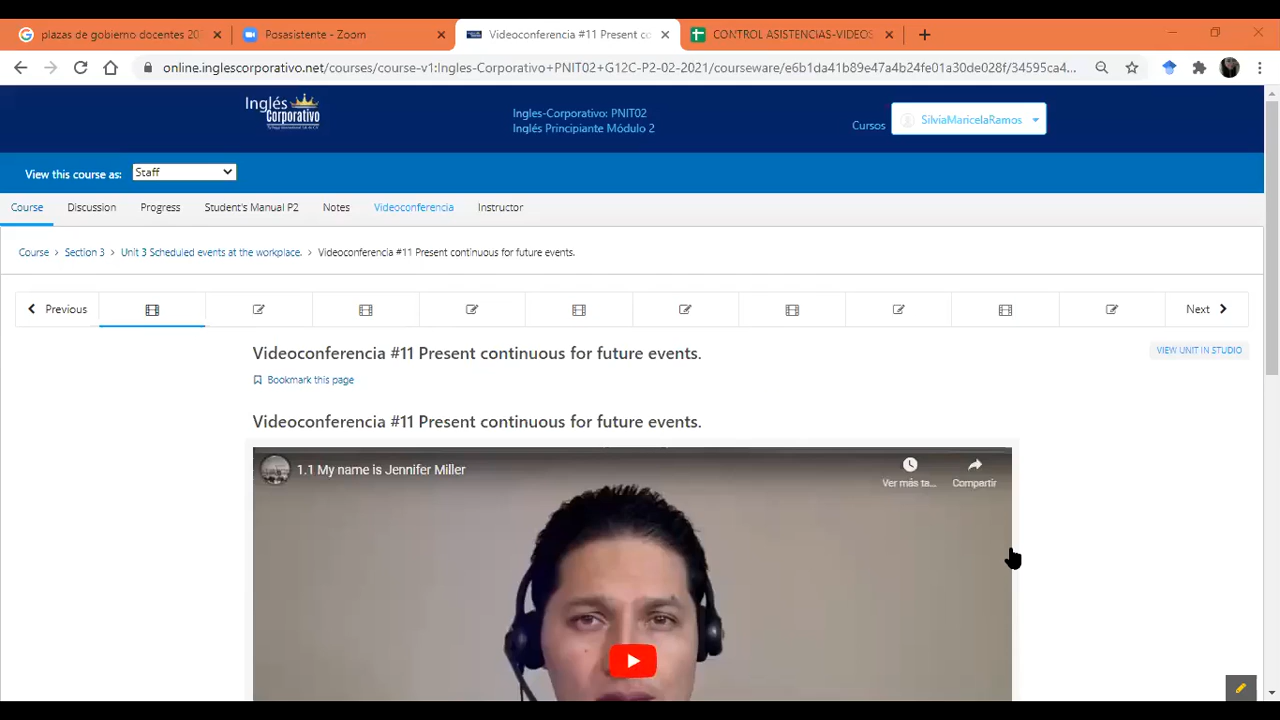 plazas de gobierno docentes 20
Posasistente - Zoom
Videoconferencia #11 Present co
CONTROL ASISTENCIAS-VIDEOS
online.inglescorporativo.net/courses/course-v1:Ingles-Corporativo+PNIT02+G12C-P2-02-2021/courseware/e6b1da41b89e47a4b24fe01a30de028f/34595ca4...
Inglés
Corporativo
Ingles-Corporativo: PNIT02
Inglés Principiante Módulo 2
Cursos
SilviaMaricelaRamos
View this course as:
Staff
Course
Discussion
Progress
Student's Manual P2
Notes
Videoconferencia
Instructor
Course > Section 3 > Unit 3 Scheduled events at the workplace. > Videoconferencia #11 Present continuous for future events.
Previous
Next
Videoconferencia #11 Present continuous for future events.
VIEW UNIT IN STUDIO
Bookmark this page
Videoconferencia #11 Present continuous for future events.
1.1 My name is Jennifer Miller
Ver más ta...
Compartir